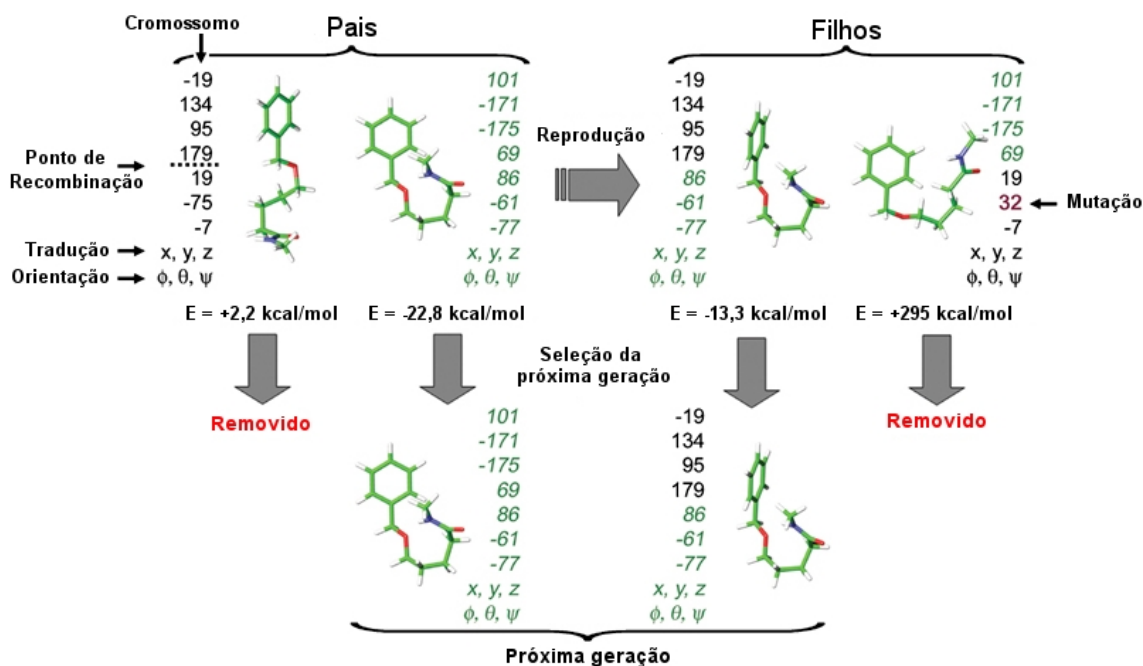 Cromossomo
Pais
Filhos
-19
134
95
179
19
-75
-7
x, y, z
ϕ, θ, ψ
101
-171
-175
69
86
-61
-77
x, y, z
ϕ, θ, ψ
Ponto de
Recombinação
Tradução
Orientação
Reprodução
-19
134
95
179
86
-61
-77
x, y, z
ϕ, θ, ψ
101
-171
-175
69
19
32
-7
x, y, z
ϕ, θ, ψ
Mutação
E = +2,2 kcal/mol
E = -22,8 kcal/mol
E = -13,3 kcal/mol
E = +295 kcal/mol
Seleção da
próxima geração
Removido
Removido
101
-171
-175
69
86
-61
-77
x, y, z
ϕ, θ, ψ
-19
134
95
179
86
-61
-77
x, y, z
ϕ, θ, ψ
Próxima geração